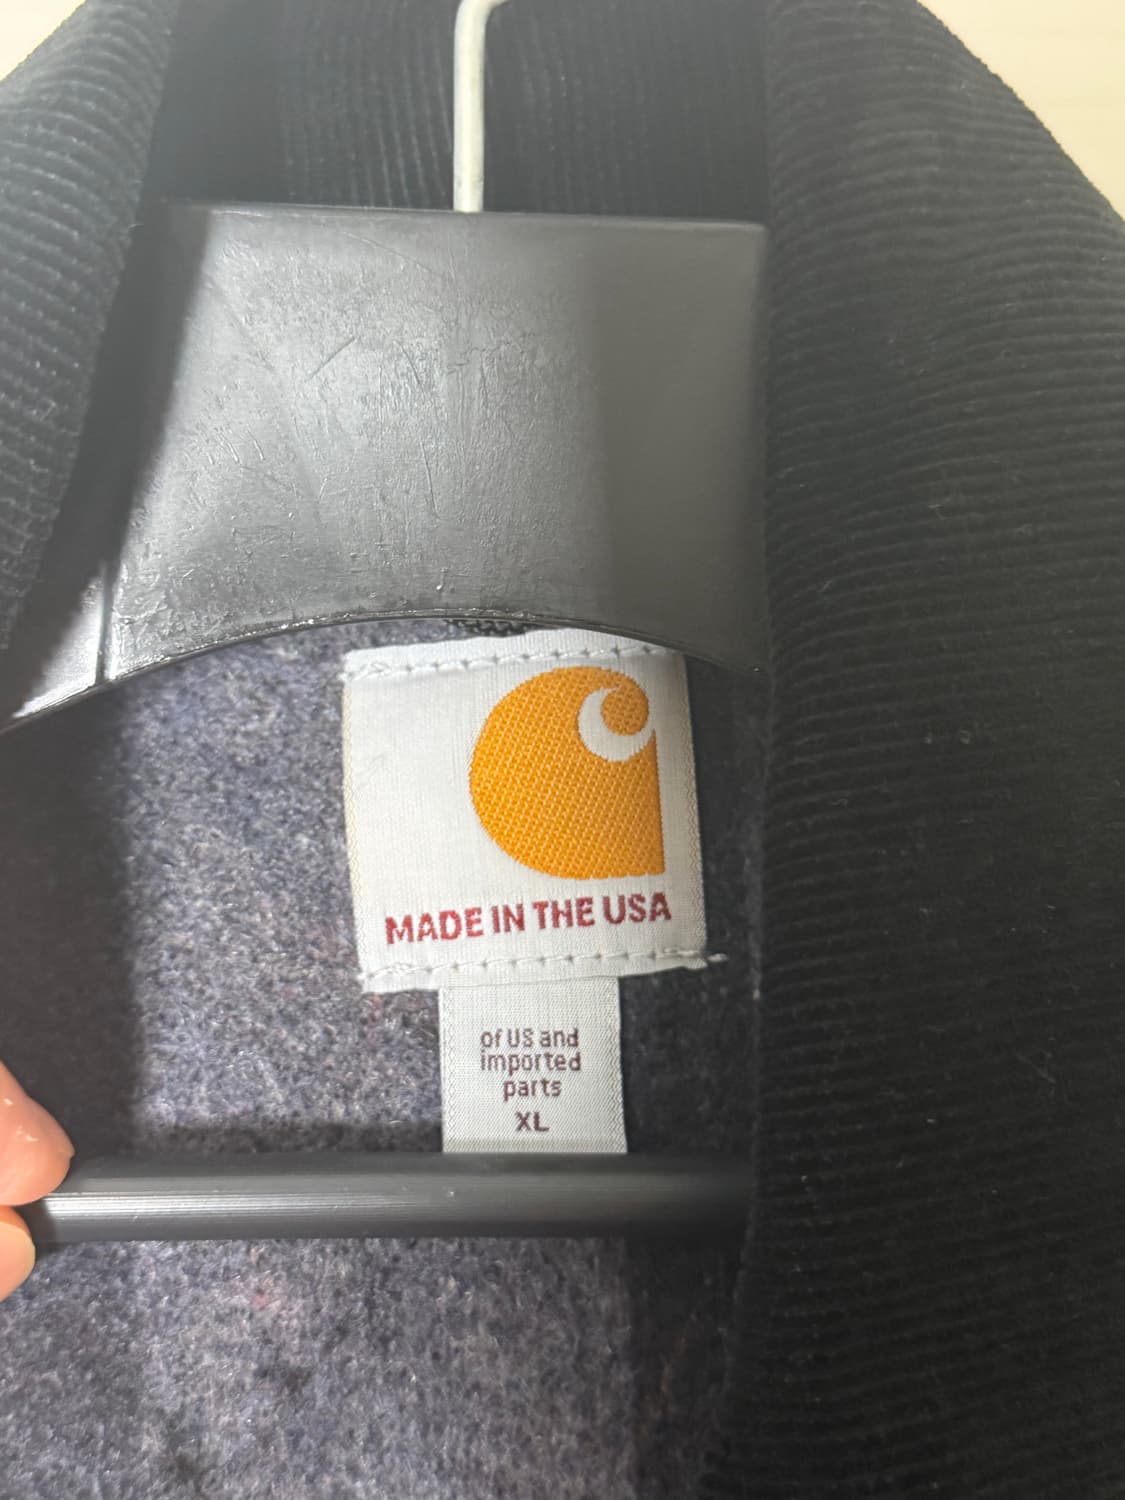 MADE IN THE USA
of US and
imported
parts
XL